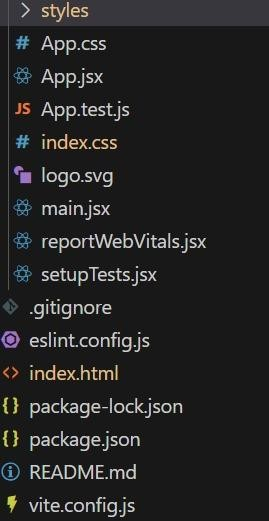 styles
App.css
App.jsx
App.test.js
index.css
logo.svg
main.jsx
reportWebVitals.jsx
setupTests.jsx
.gitignore
eslint.config.js
index.html
package-lock.json
package.json
README.md
vite.config.js